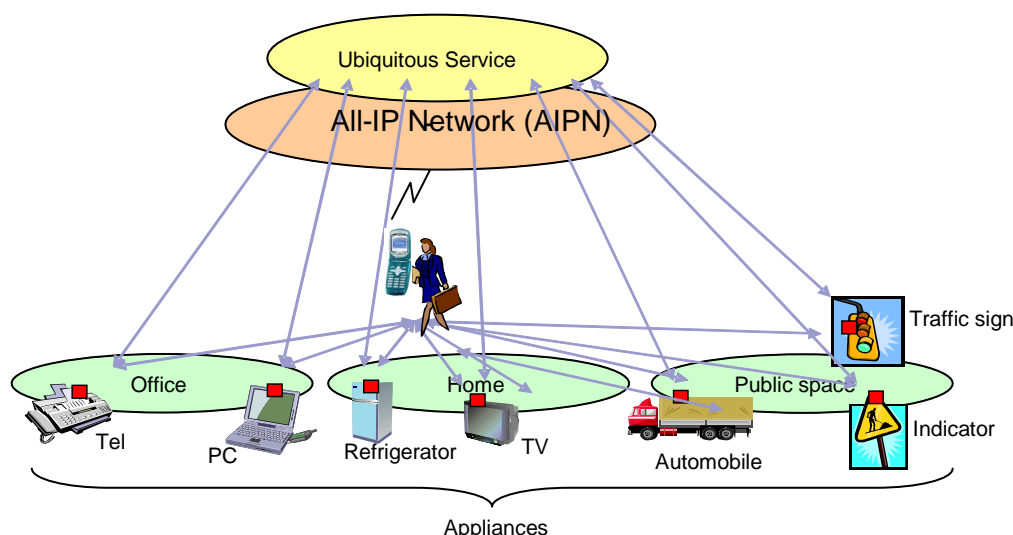 Ubiquitous Service
All-IP Network (AIPN)
Traffic sign
Office
Home
Public space
Tel
PC
Refrigerator
TV
Automobile
Indicator
Appliances